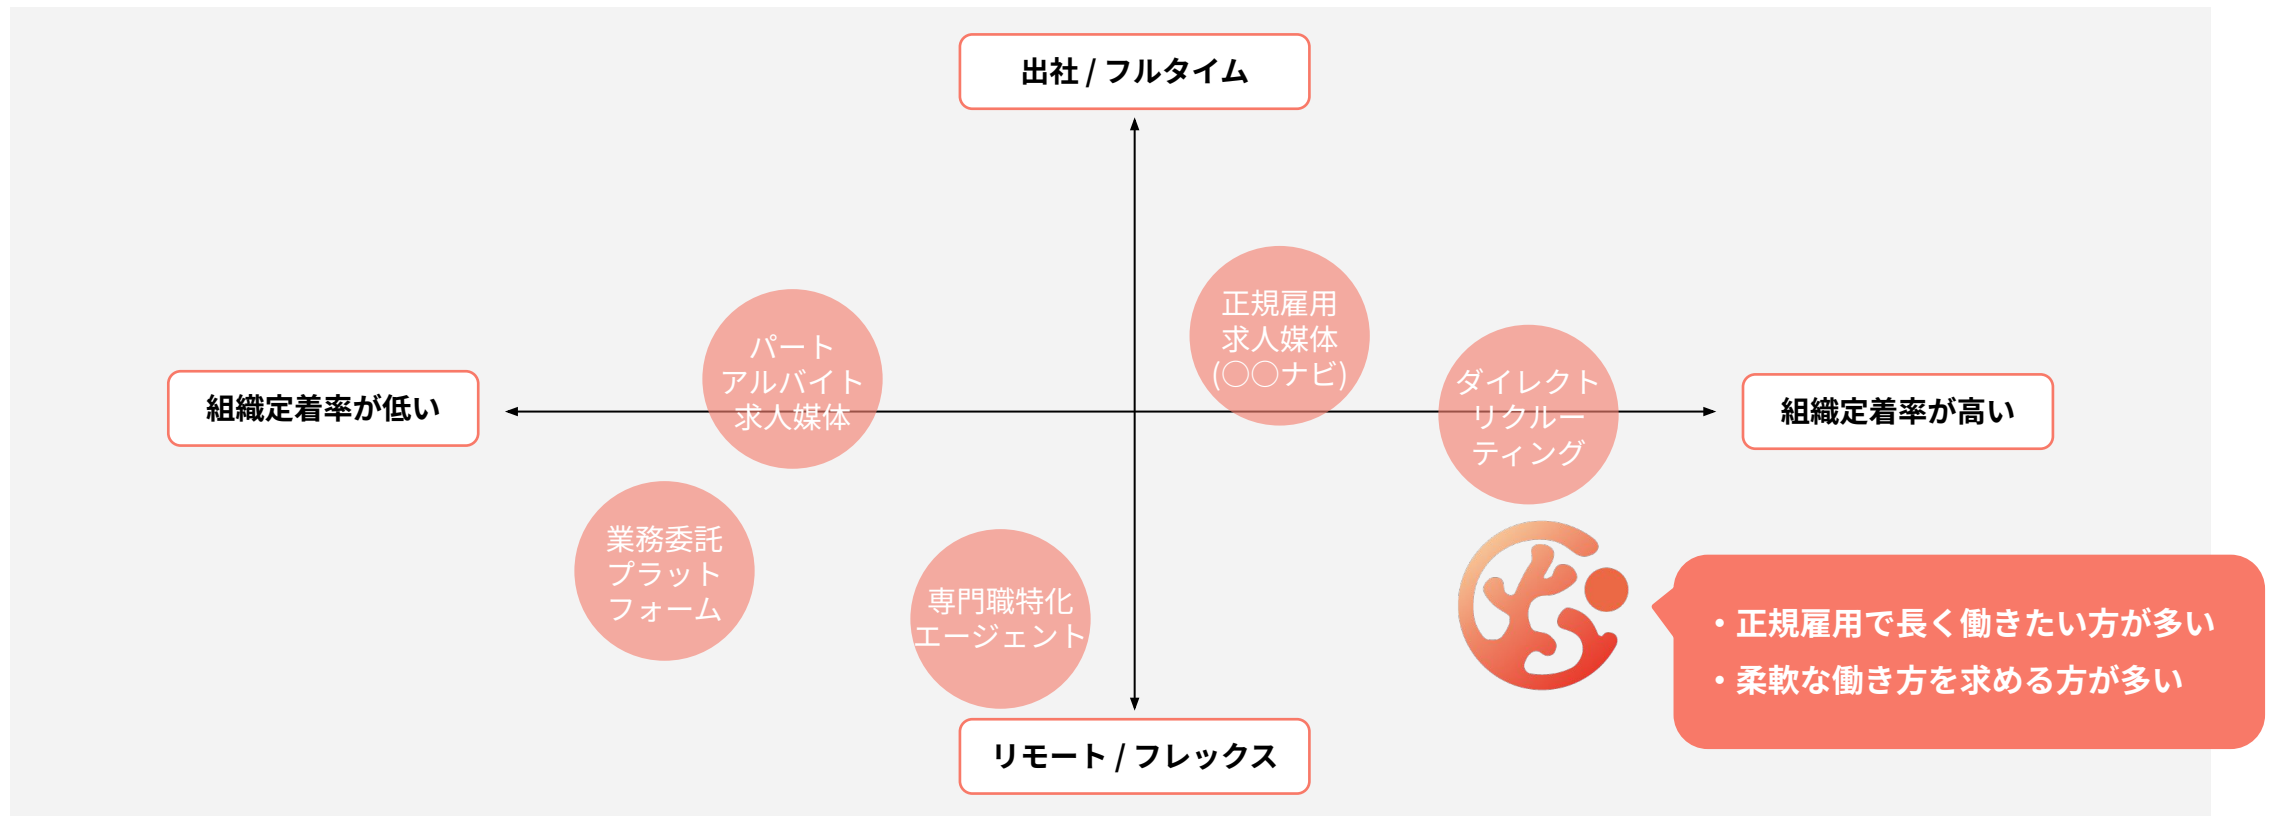 出社 / フルタイム
正規雇用
求人媒体
(〇〇ナビ)
パート
アルバイト
求人媒体
ダイレクト
リクルー
ティング
組織定着率が低い
組織定着率が高い
業務委託
プラット
フォーム
専門職特化
エージェント
・正規雇用で長く働きたい方が多い
・柔軟な働き方を求める方が多い
リモート / フレックス